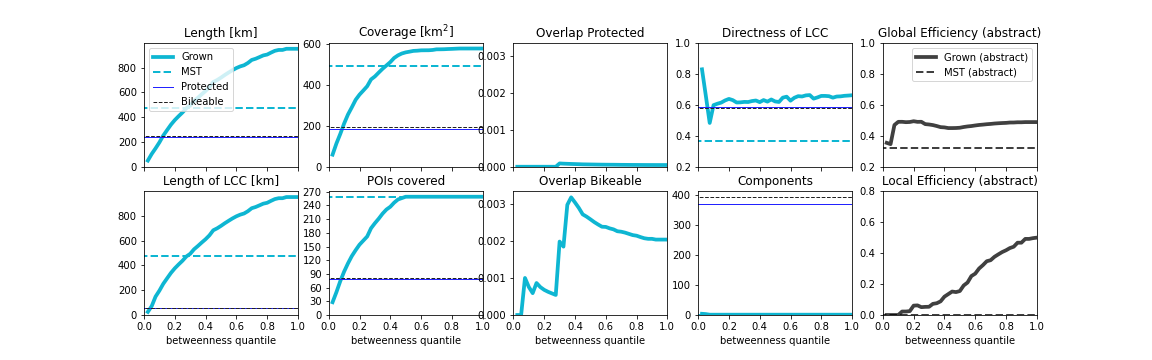 Length [km]
Coverage [km²]
Overlap Protected
Directness of LCC
Global Efficiency (abstract)
800
600
400
200
0
Grown
MST
Protected
Bikeable
600
400
200
0
0.003
0.002
0.001
0.000
1.0
0.8
0.6
0.4
0.2
1.0
0.8
0.6
0.4
0.2
Grown (abstract)
MST (abstract)
Length of LCC [km]
POIs covered
Overlap Bikeable
Components
Local Efficiency (abstract)
800
600
400
200
0
270
240
210
180
150
120
90
60
30
0
0.003
0.002
0.001
0.000
400
300
200
100
0
0.8
0.6
0.4
0.2
0.0
0.0 0.2 0.4 0.6 0.8 1.0
0.0 0.2 0.4 0.6 0.8 1.0
0.0 0.2 0.4 0.6 0.8 1.0
0.0 0.2 0.4 0.6 0.8 1.0
0.0 0.2 0.4 0.6 0.8 1.0
betweenness quantile
betweenness quantile
betweenness quantile
betweenness quantile
betweenness quantile